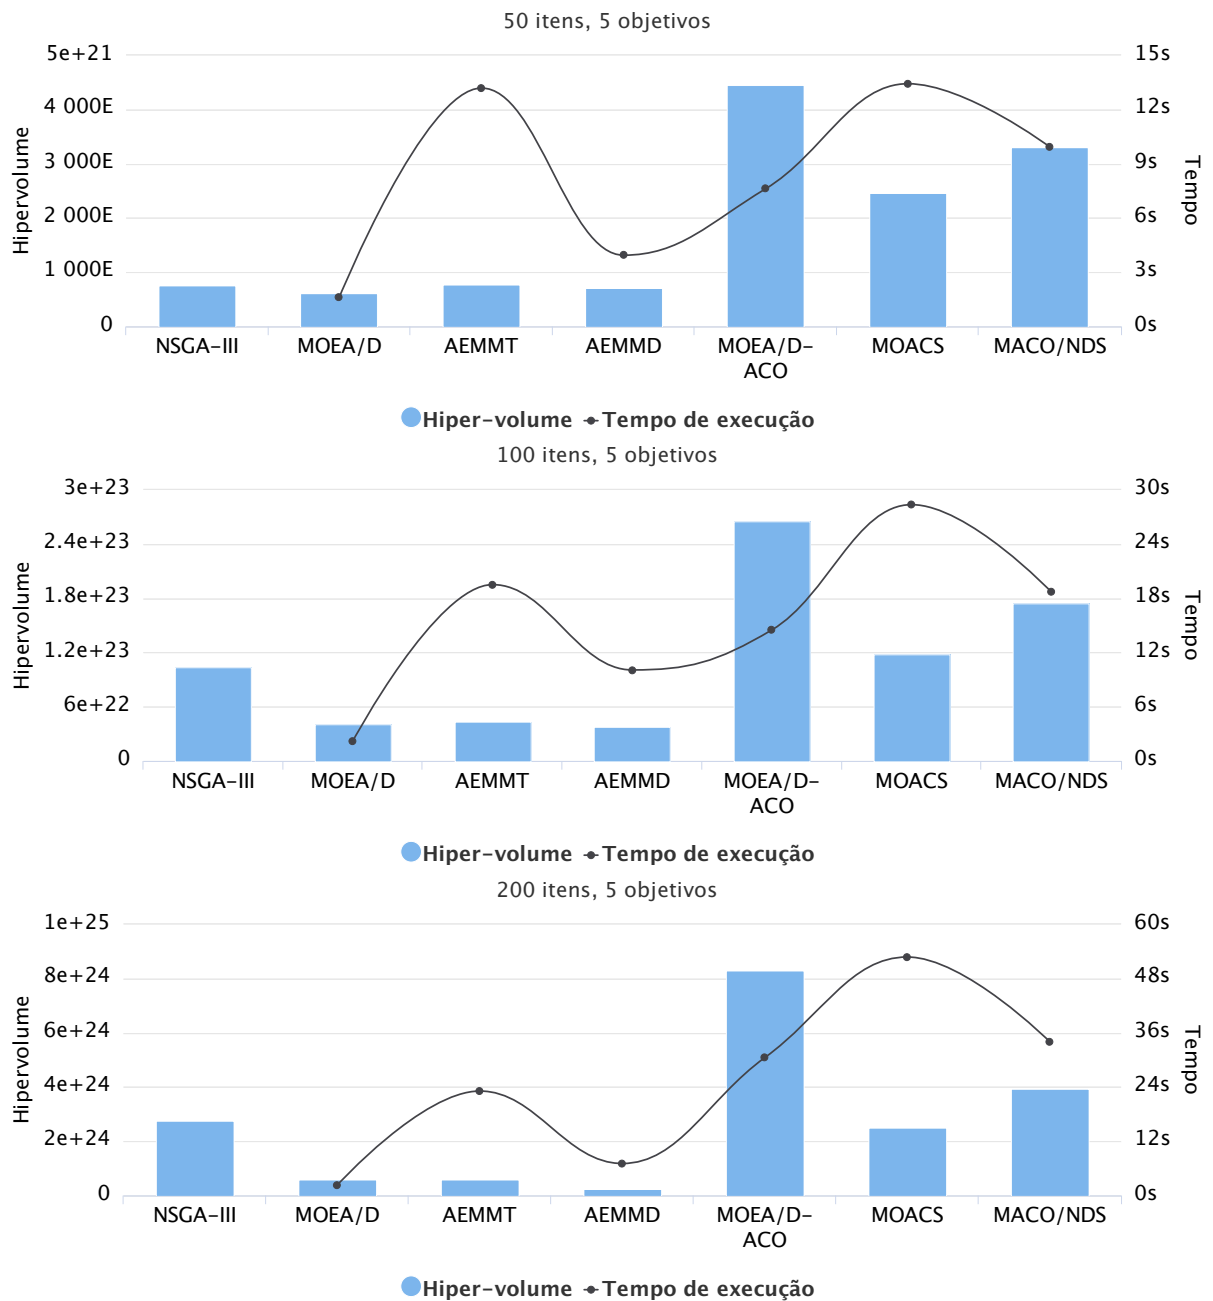 50 itens, 5 objetivos
5e+21 15s
4 000E 12s
3 000E 9s
2 000E 6s
1 000E 3s
0 0s
Hipervolume
Tempo
NSGA-III MOEA/D AEMMT AEMMD MOEA/D- MOACS MACO/NDS
ACO
Hiper-volume Tempo de execução
100 itens, 5 objetivos
3e+23 30s
2.4e+23 24s
1.8e+23 18s
1.2e+23 12s
6e+22 6s
0 0s
Hipervolume
Tempo
NSGA-III MOEA/D AEMMT AEMMD MOEA/D- MOACS MACO/NDS
ACO
Hiper-volume Tempo de execução
200 itens, 5 objetivos
1e+25 60s
8e+24 48s
6e+24 36s
4e+24 24s
2e+24 12s
0 0s
Hipervolume
Tempo
NSGA-III MOEA/D AEMMT AEMMD MOEA/D- MOACS MACO/NDS
ACO
Hiper-volume Tempo de execução